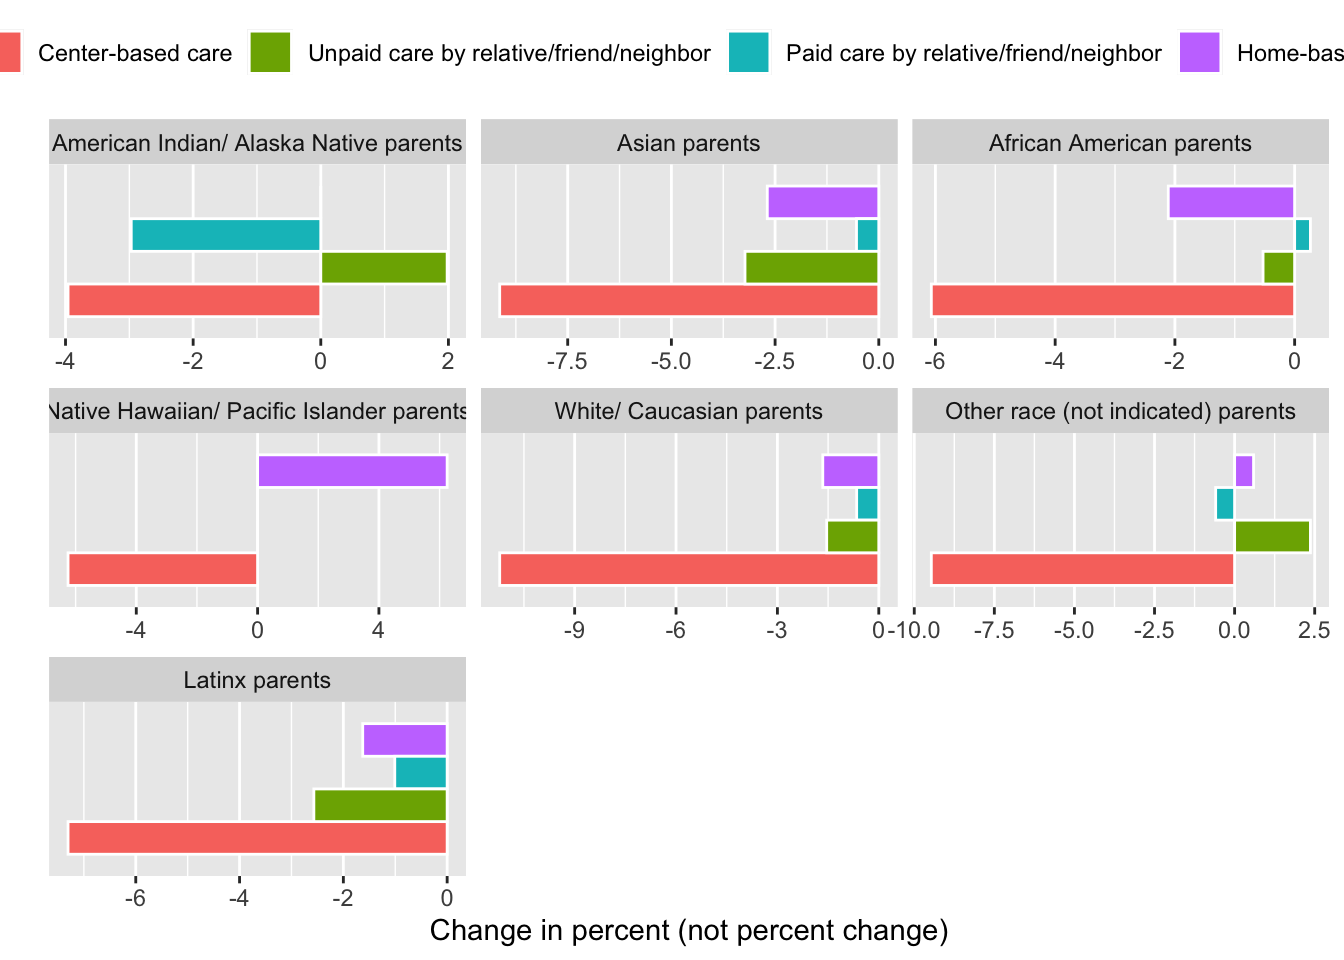 Center-based care Unpaid care by relative/friend/neighbor Paid care by relative/friend/neighbor Home-bas
American Indian/ Alaska Native parents Asian parents African American parents
-4 -2 0 2 -7.5 -5.0 -2.5 0.0 -6 -4 -2 0
Native Hawaiian/ Pacific Islander parents White/ Caucasian parents Other race (not indicated) parents
-4 0 4 -9 -6 -3 0 -10.0 -7.5 -5.0 -2.5 0.0 2.5
Latinx parents
-6 -4 -2 0
Change in percent (not percent change)